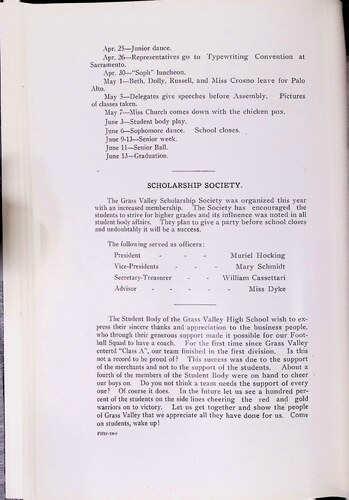 Apr. 25—Junior dance.
Apr. 26—Representatives go to Typewriting Convention at
Sacramento.
Apr. 30—"Soph" luncheon.
May 1—Beth, Dolly, Russell, and Miss Crosno leave for Palo
Alto.
May 5—Delegates give speeches before Assembly. Pictures
of classes taken.
May 7—Miss Church comes down with the chicken pox.
June 3—Student body play.
June 6—Sophomore dance. School closes.
June 9-13—Senior week.
June 11—Senior Ball.
June 13—Graduation.
SCHOLARSHIP SOCIETY.
The Grass Valley Scholarship Society was organized this year
with an increased membership. The Society has encouraged the
students to strive for higher grades and its influence was noted in all
student body affairs. They plan to give a party before school closes
and undoubtably it will be a success.
The following served as officers:
President - - - Muriel Hocking
Vice-Presidents - - - Mary Schmidt
Secretary-Treasurer - - William Cassettari
Advisor - - - - Miss Dyke
The Student Body of the Grass Valley High School wish to ex-
press their sincere thanks and appreciation to the business people,
who through their generous support made it possible for our Foot-
ball Squad to have a coach. For the first time since Grass Valley
enterd "Class A", our team finished in the first division. Is this
not a record to be proud of? This success was due to the support
of the merchants and not to the support of the students. About a
fourth of the members of the Student Body were on hand to cheer
our boys on. Do you not think a team needs the support of every
one? Of course it does. In the future let us see a hundred per-
cent of the students on the side lines cheering the red and gold
warriors on to victory. Let us get together and show the people
of Grass Valley that we appreciate all they have done for us. Come
on students, wake up!
Fifty-two